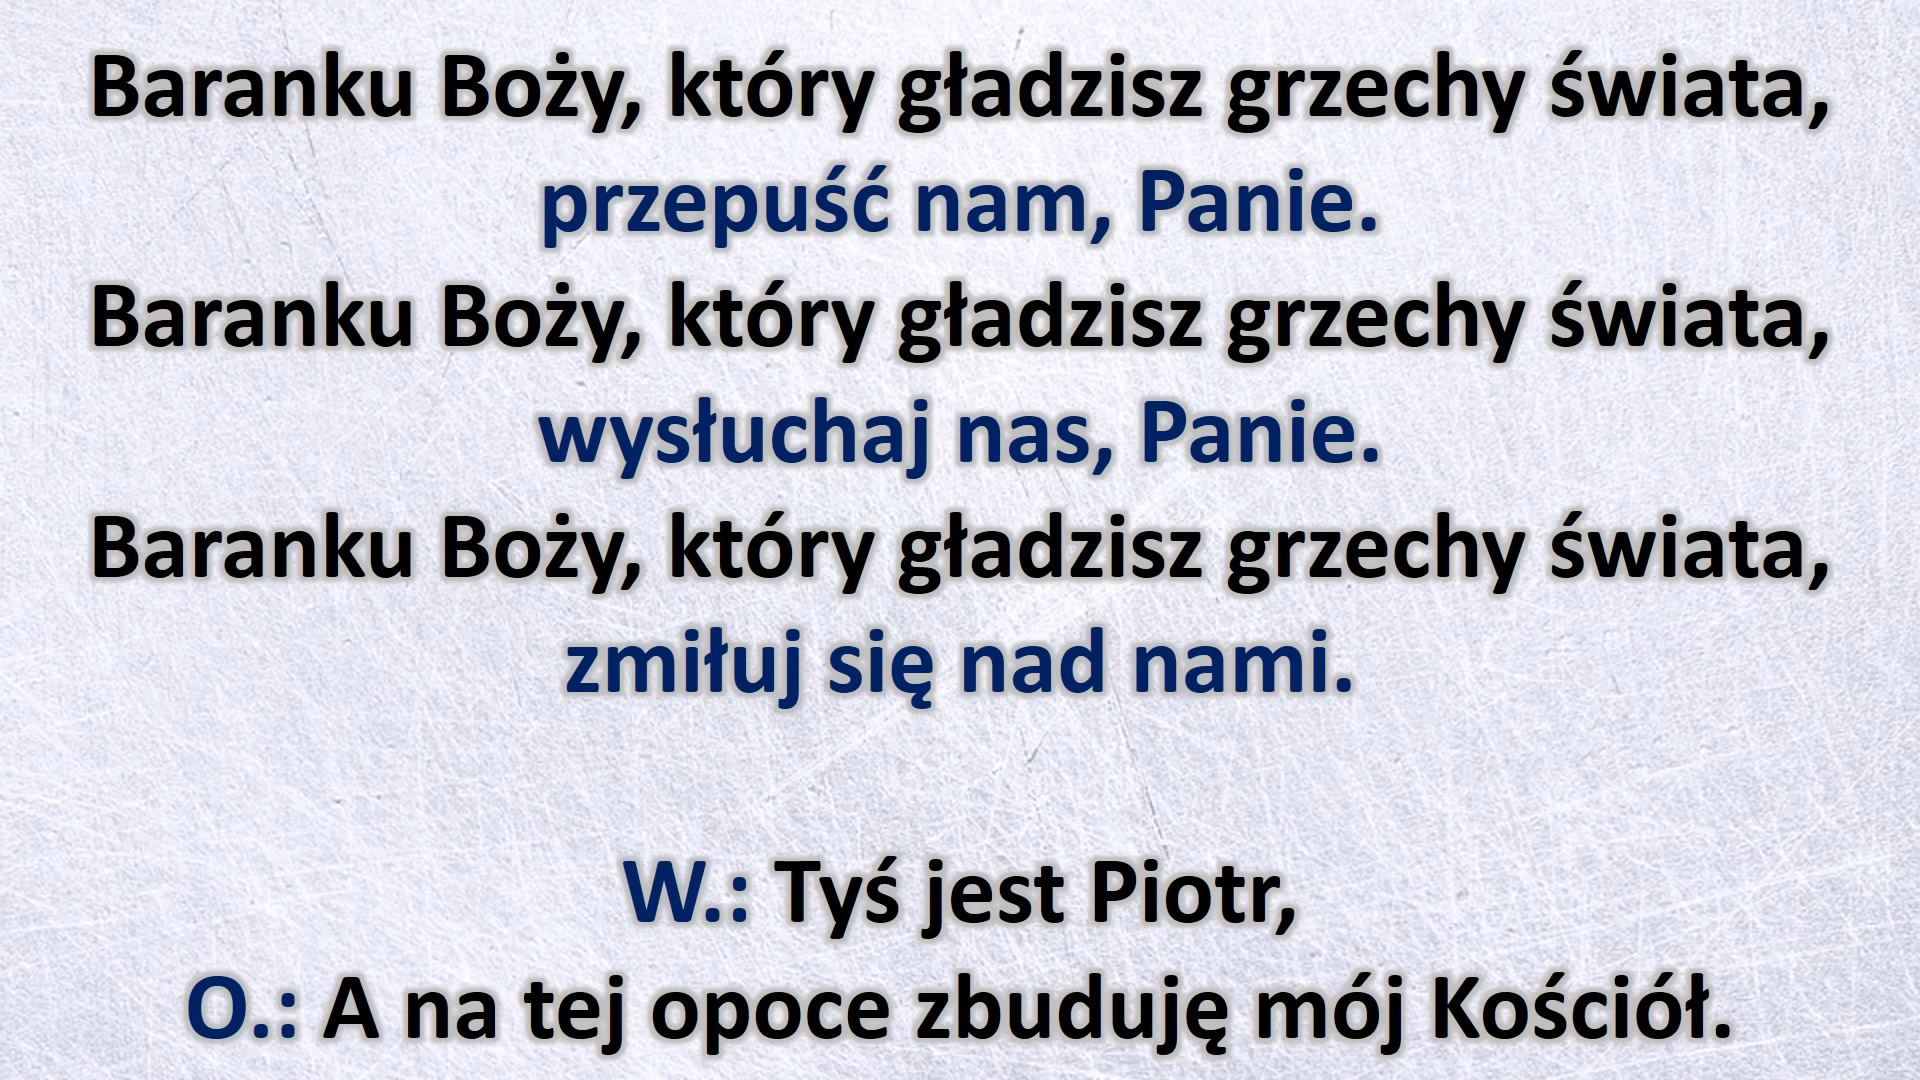 Baranku Boży, który gładzisz grzechy świata,
przepuść nam, Panie.
Baranku Boży, który gładzisz grzechy świata,
wysłuchaj nas, Panie.
Baranku Boży, który gładzisz grzechy świata,
zmiłuj się nad nami.
W.: Tyś jest Piotr,
O.: A na tej opoce zbuduję mój Kościół.